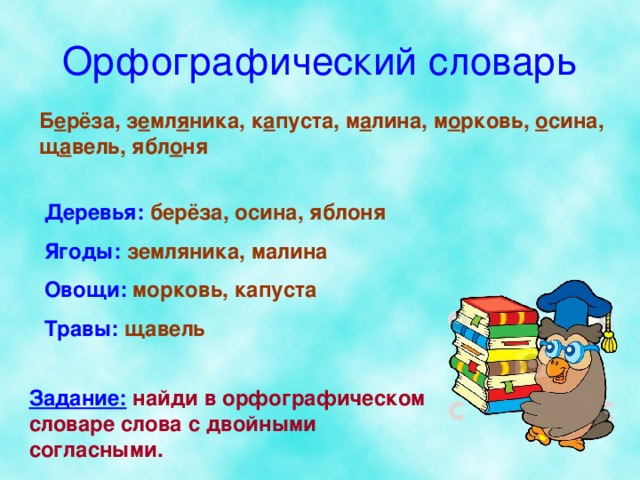 Орфографический словарь
Берёза, земляника, капуста, малина, морковь, осина,
щавель, яблоня
Деревья: берёза, осина, яблоня
Ягоды: земляника, малина
Овощи: морковь, капуста
Травы: щавель
Задание: найди в орфографическом
словаре слова с двойными
согласными.